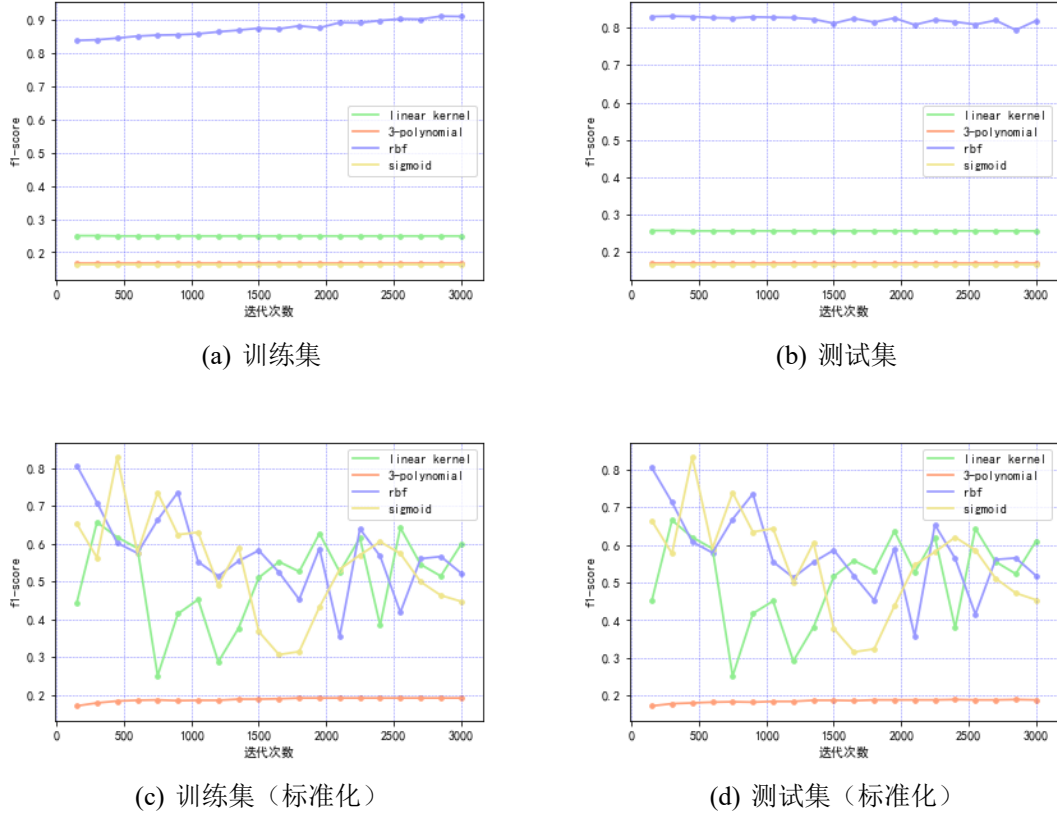 0.9
0.8
0.7
0.6
0.5
0.4
0.3
0.2
f1-score
linear kernel
3-polynomial
rbf
sigmoid
0 500 1000 1500 2000 2500 3000
迭代次数
(a) 训练集
0.8
0.7
0.6
0.5
0.4
0.3
0.2
f1-score
linear kernel
3-polynomial
rbf
sigmoid
0 500 1000 1500 2000 2500 3000
迭代次数
(b) 测试集
0.8
0.7
0.6
0.5
0.4
0.3
0.2
f1-score
linear kernel
3-polynomial
rbf
sigmoid
0 500 1000 1500 2000 2500 3000
迭代次数
(c) 训练集（标准化）
0.8
0.7
0.6
0.5
0.4
0.3
0.2
f1-score
linear kernel
3-polynomial
rbf
sigmoid
0 500 1000 1500 2000 2500 3000
迭代次数
(d) 测试集（标准化）